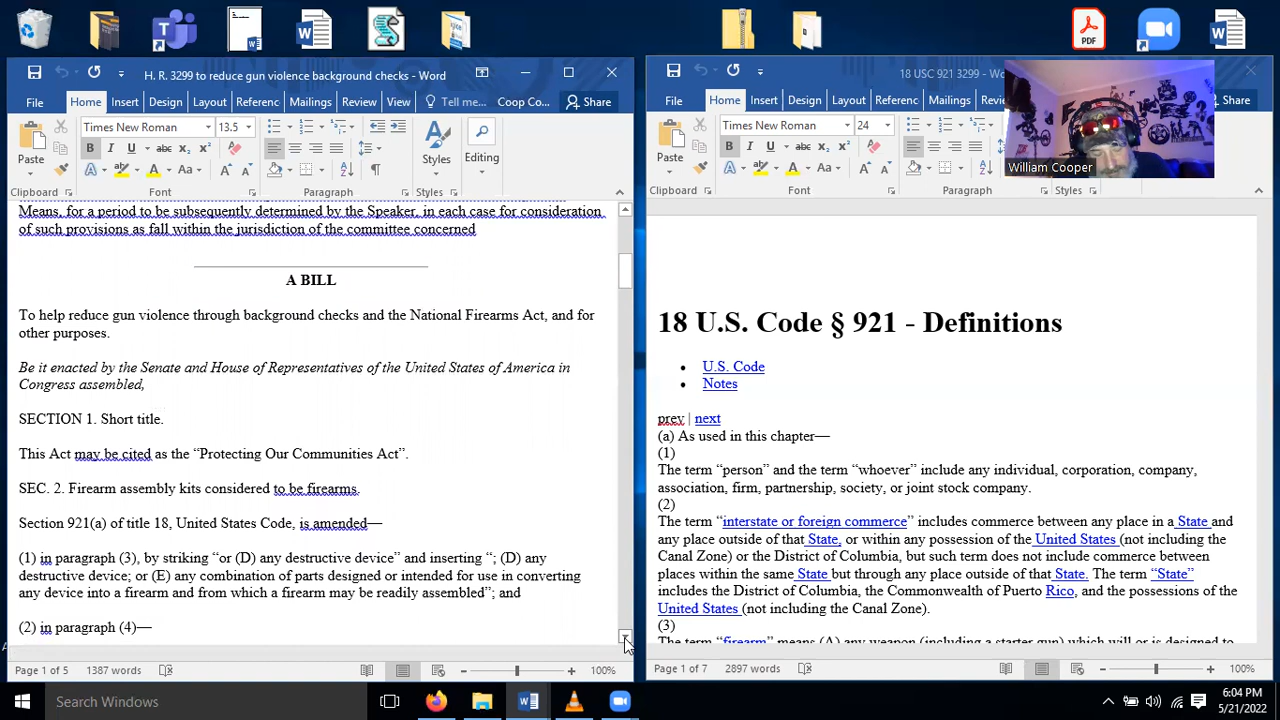 H. R. 3299 to reduce gun violence background checks - Word
File Home Insert Design Layout Referenc Mailings Review View Tell me... Coop Co... Share
Times New Roman 13.5
Paste
Styles
Editing
Clipboard Font Paragraph Styles
Means, for a period to be subsequently determined by the Speaker, in each case for consideration
of such provisions as fall within the jurisdiction of the committee concerned
A BILL
To help reduce gun violence through background checks and the National Firearms Act, and for
other purposes.
Be it enacted by the Senate and House of Representatives of the United States of America in
Congress assembled,
SECTION 1. Short title.
This Act may be cited as the “Protecting Our Communities Act”.
SEC. 2. Firearm assembly kits considered to be firearms.
Section 921(a) of title 18, United States Code, is amended—
(1) in paragraph (3), by striking “or (D) any destructive device” and inserting “; (D) any
destructive device; or (E) any combination of parts designed or intended for use in converting
any device into a firearm and from which a firearm may be readily assembled”; and
(2) in paragraph (4)—
Page 1 of 5 1387 words 100%
18 USC 921 3299 - Wo
File Home Insert Design Layout Referenc Mailings Revi Share
Times New Roman 24
Paste
Clipboard Font Paragraph Styles
William Cooper
18 U.S. Code § 921 - Definitions
• U.S. Code
• Notes
prev | next
(a) As used in this chapter—
(1)
The term “person” and the term “whoever” include any individual, corporation, company,
association, firm, partnership, society, or joint stock company.
(2)
The term “interstate or foreign commerce” includes commerce between any place in a State and
any place outside of that State, or within any possession of the United States (not including the
Canal Zone) or the District of Columbia, but such term does not include commerce between
places within the same State but through any place outside of that State. The term “State”
includes the District of Columbia, the Commonwealth of Puerto Rico, and the possessions of the
United States (not including the Canal Zone).
(3)
The term “firearm” means (A) any weapon (including a starter gun) which will or is designed to
Page 1 of 7 2897 words 100%
Search Windows
6:04 PM
5/21/2022